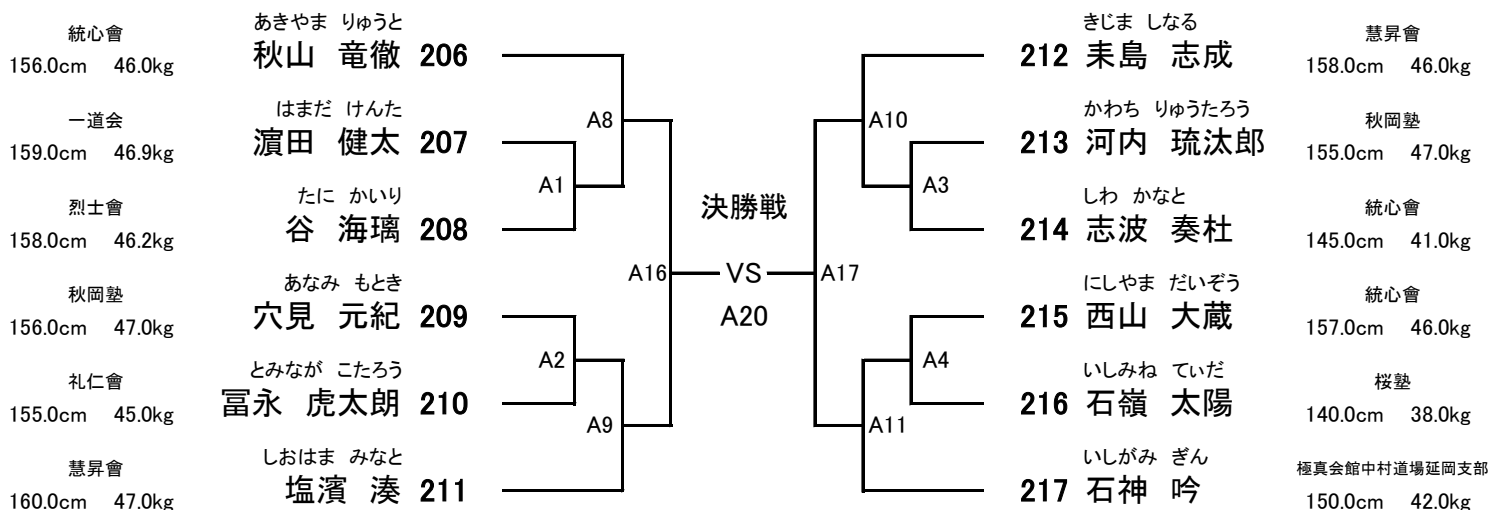 統心會
156.0cm 46.0kg
あきやま りゅうと
秋山 竜徹 206
一道会
159.0cm 46.9kg
はまだ けんた
濵田 健太 207
烈士會
158.0cm 46.2kg
たに かいり
谷 海璃 208
秋岡塾
156.0cm 47.0kg
あなみ もとき
穴見 元紀 209
礼仁會
155.0cm 45.0kg
とみなが こたろう
冨永 虎太朗 210
慧昇會
160.0cm 47.0kg
しおはま みなと
塩濱 湊 211
A8
A1
A16
A2
A9
決勝戦
VS
A20
A10
A3
A17
A4
A11
きじま しなる
212 耒島 志成
慧昇會
158.0cm 46.0kg
かわち りゅうたろう
213 河内 琉汰郎
秋岡塾
155.0cm 47.0kg
しわ かなと
214 志波 奏杜
統心會
145.0cm 41.0kg
にしやま だいぞう
215 西山 大蔵
統心會
157.0cm 46.0kg
いしみね てぃだ
216 石嶺 太陽
桜塾
140.0cm 38.0kg
いしがみ ぎん
217 石神 吟
極真会館中村道場延岡支部
150.0cm 42.0kg